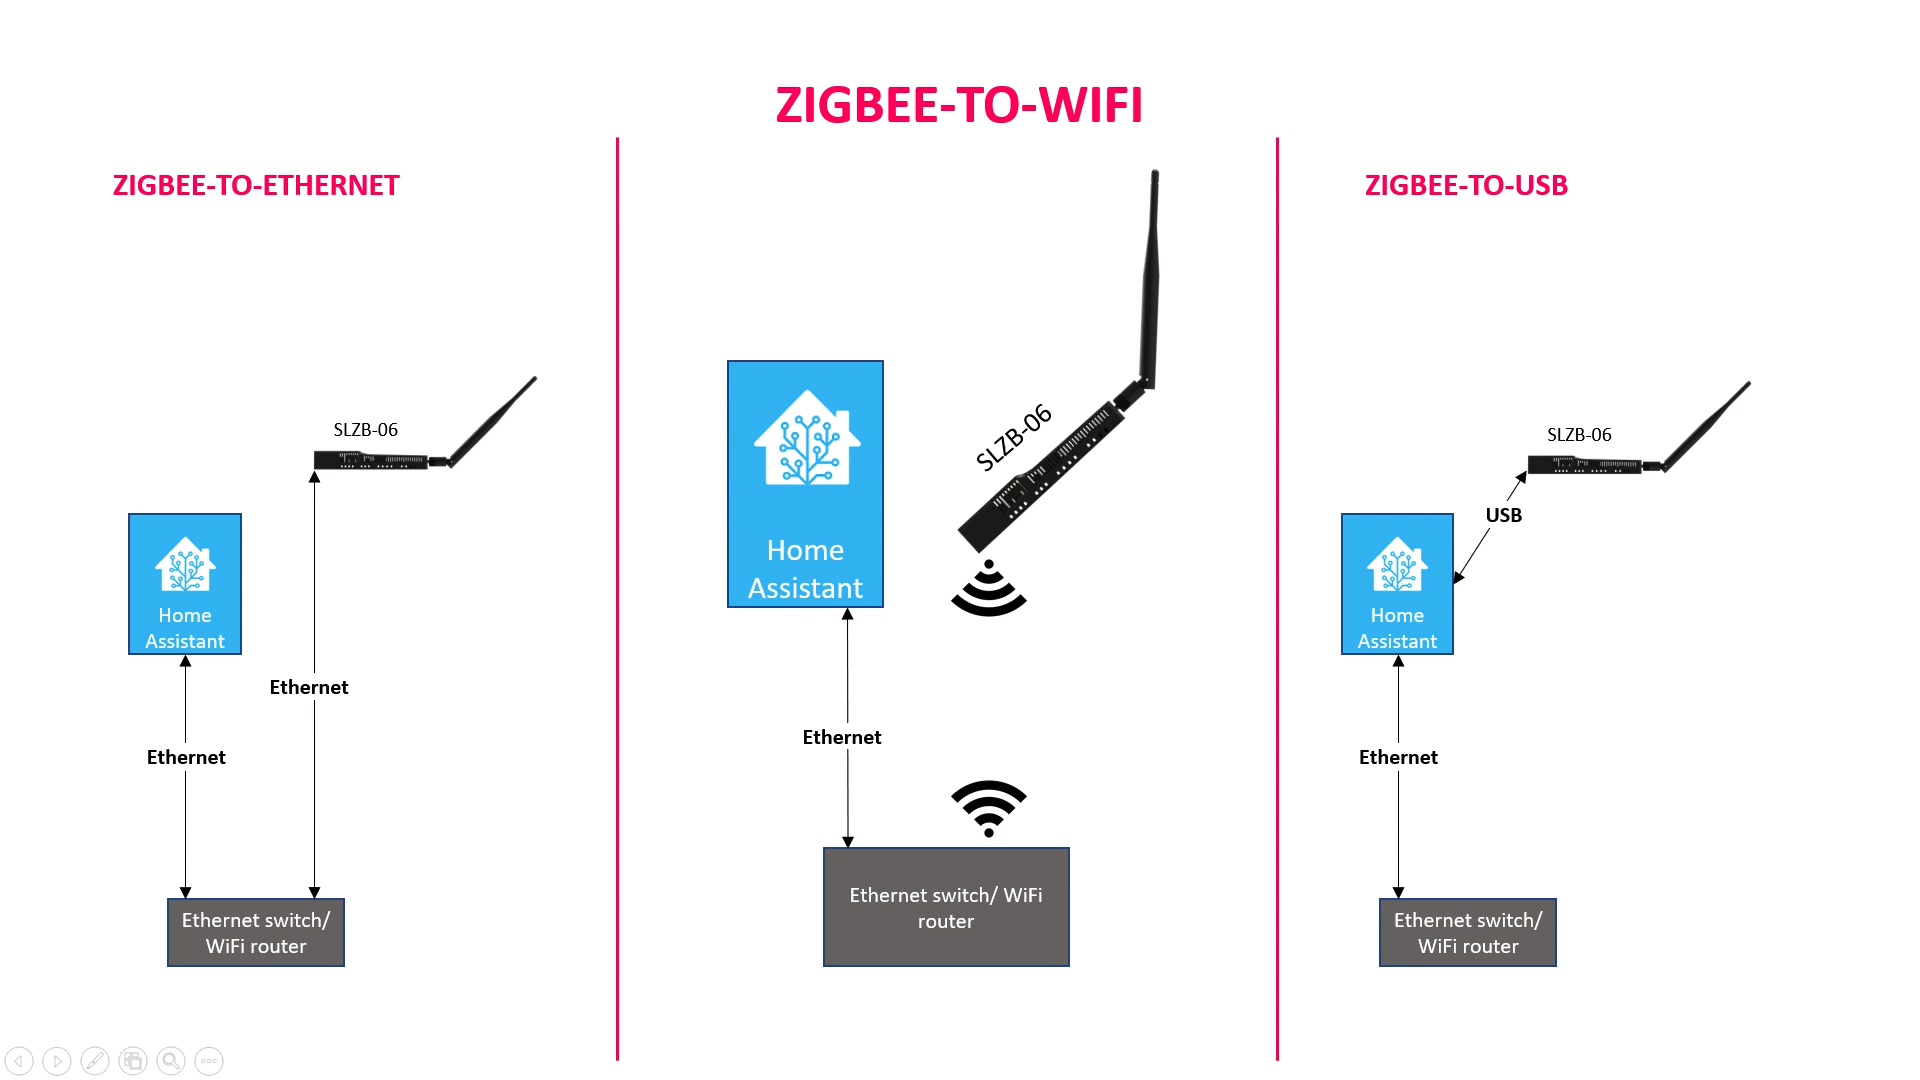 ZIGBEE-TO-WIFI
ZIGBEE-TO-ETHERNET
SLZB-06
Home
Assistant
Ethernet
Ethernet
Ethernet switch/
WiFi router
SLZB-06
Home
Assistant
Ethernet
Ethernet switch/ WiFi
router
ZIGBEE-TO-USB
SLZB-06
USB
Home
Assistant
Ethernet
Ethernet switch/
WiFi router